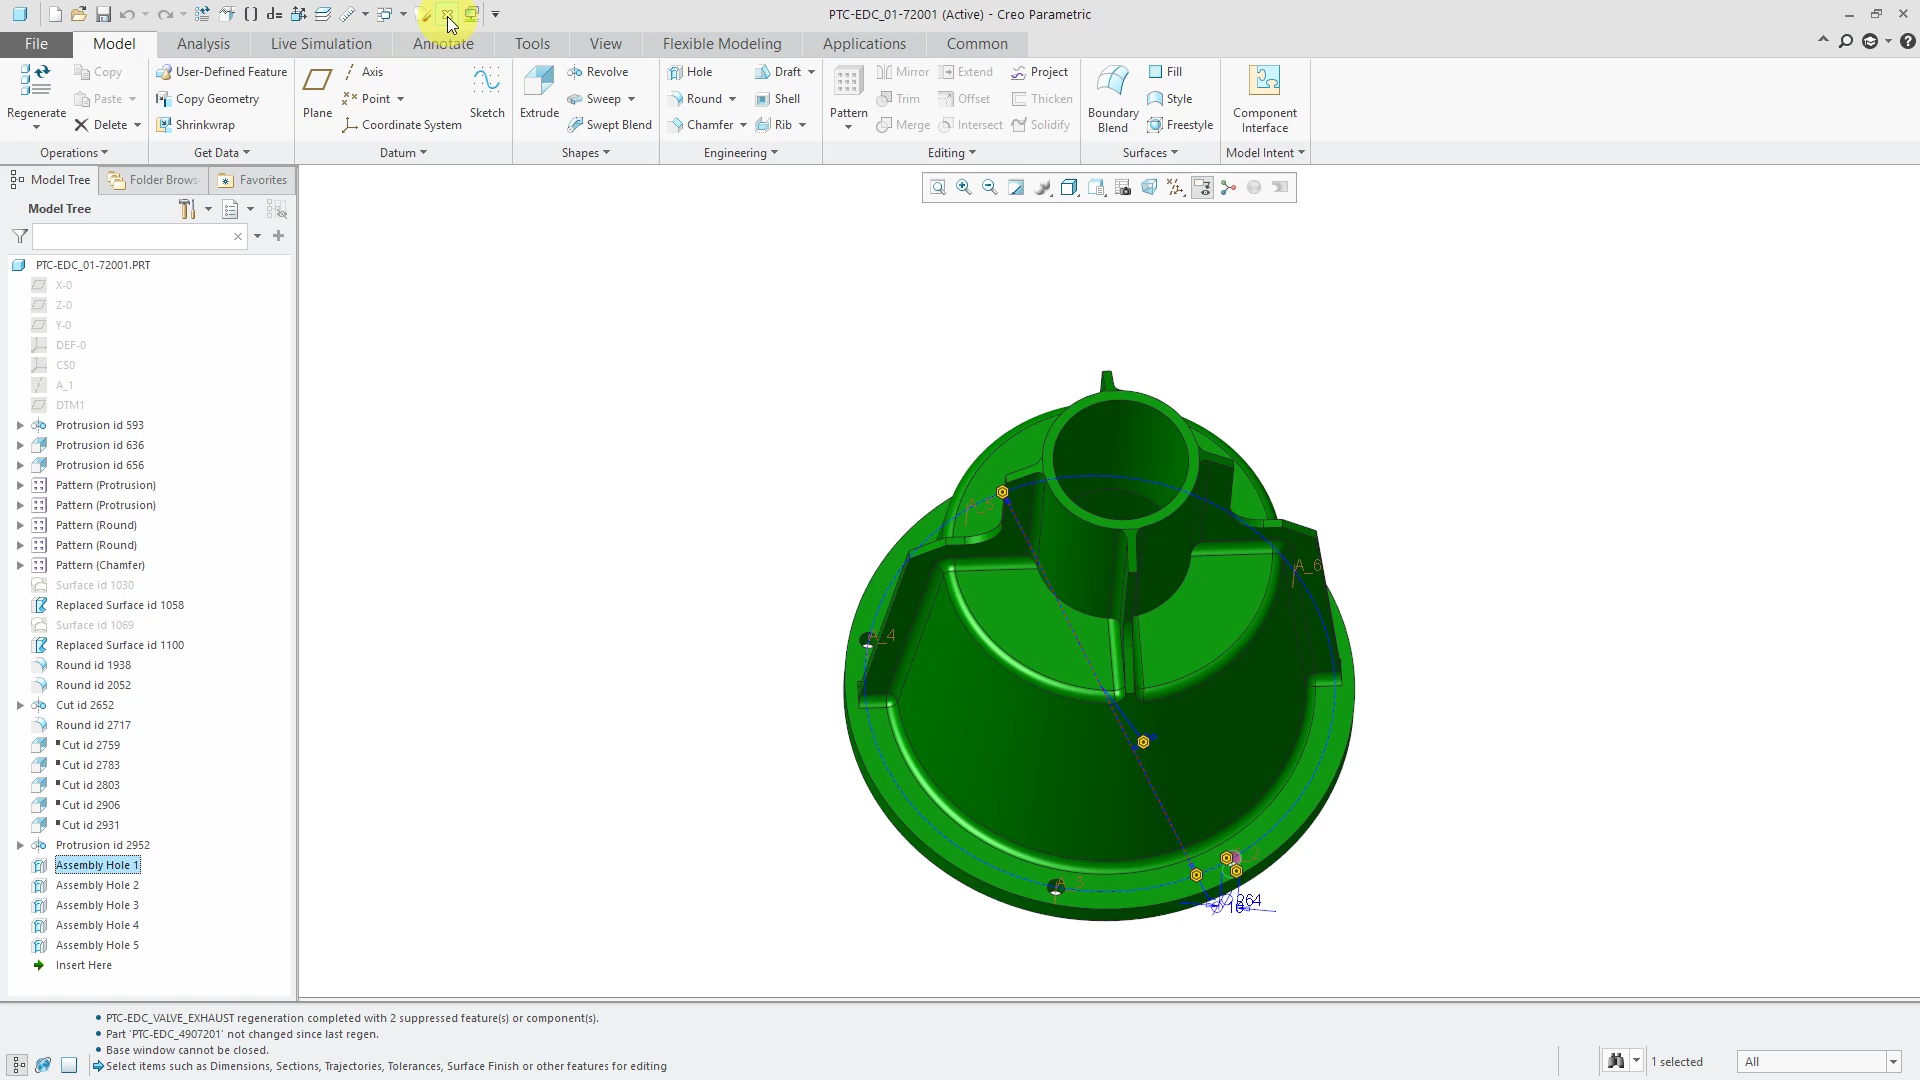 PTC-EDC_01-72001 (Active) - Creo Parametric
File Model Analysis Live Simulation Annotate Tools View Flexible Modeling Applications Common
Regenerate
Copy
Paste
Delete
Operations
User-Defined Feature
Copy Geometry
Shrinkwrap
Get Data
Plane
Axis
Point
Coordinate System
Sketch
Datum
Extrude
Revolve
Sweep
Swept Blend
Shapes
Hole
Round
Chamfer
Draft
Shell
Rib
Engineering
Pattern
Mirror
Trim
Merge
Extend
Offset
Intersect
Project
Thicken
Solidify
Editing
Boundary
Blend
Fill
Style
Freestyle
Surfaces
Component
Interface
Model Intent
Model Tree Folder Brows Favorites
Model Tree
PTC-EDC_01-72001.PRT
X-0
Z-0
Y-0
DEF-0
CS0
A_1
DTM1
Protrusion id 593
Protrusion id 636
Protrusion id 656
Pattern (Protrusion)
Pattern (Protrusion)
Pattern (Round)
Pattern (Round)
Pattern (Chamfer)
Surface id 1030
Replaced Surface id 1058
Surface id 1069
Replaced Surface id 1100
Round id 1938
Round id 2052
Cut id 2652
Round id 2717
Cut id 2759
Cut id 2783
Cut id 2803
Cut id 2906
Cut id 2931
Protrusion id 2952
Assembly Hole 1
Assembly Hole 2
Assembly Hole 3
Assembly Hole 4
Assembly Hole 5
Insert Here
A_5
A_6
A_4
A_3
PTC-EDC_VALVE_EXHAUST regeneration completed with 2 suppressed feature(s) or component(s).
Part 'PTC-EDC_4907201' not changed since last regen.
Base window cannot be closed.
Select items such as Dimensions, Sections, Trajectories, Tolerances, Surface Finish or other features for editing
1 selected
All